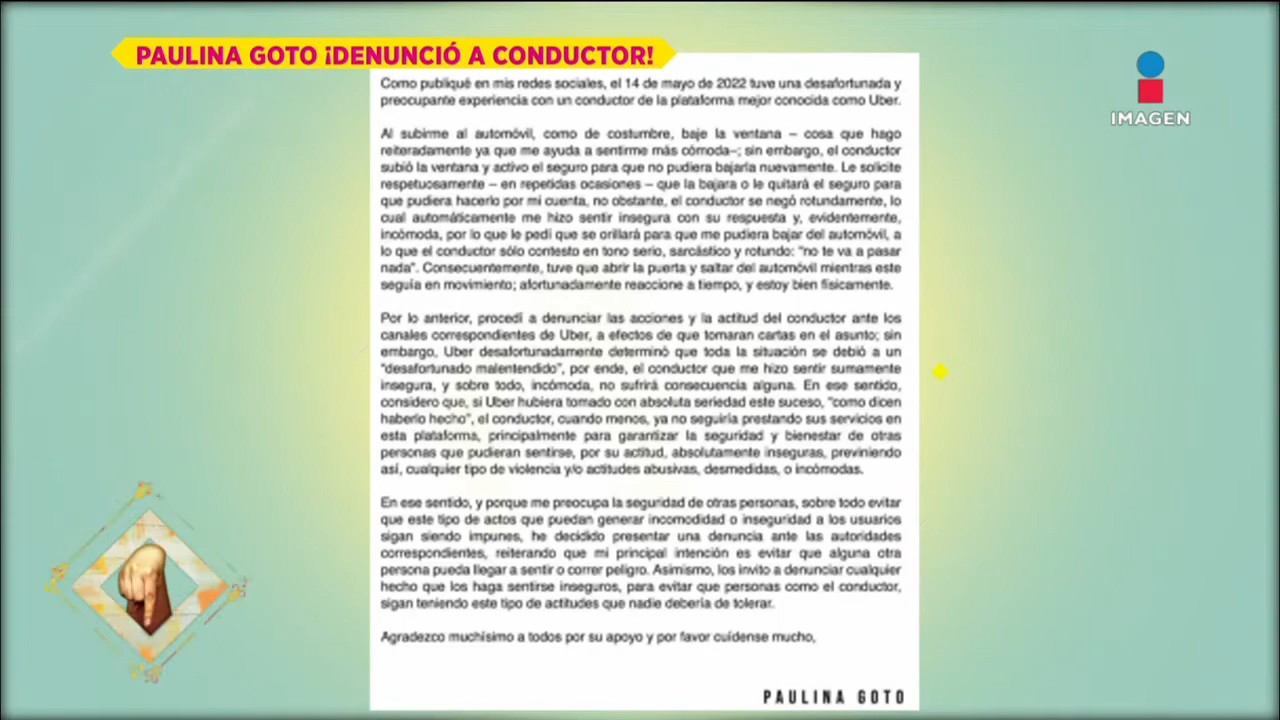 PAULINA GOTO ¡DENUNCIÓ A CONDUCTOR!
IMAGEN
Como publiqué en mis redes sociales, el 14 de mayo de 2022 tuve una desafortunada y
preocupante experiencia con un conductor de la plataforma mejor conocida como Uber.
Al subirme al automóvil, como de costumbre, baje la ventana – cosa que hago
reiteradamente ya que me ayuda a sentirme más cómoda–; sin embargo, el conductor
subió la ventana y activo el seguro para que no pudiera bajarla nuevamente. Le solicite
respetuosamente – en repetidas ocasiones – que la bajara o le quitará el seguro para
que pudiera hacerlo por mi cuenta, no obstante, el conductor se negó rotundamente, lo
cual automáticamente me hizo sentir insegura con su respuesta y, evidentemente,
incómoda, por lo que le pedí que se orillará para que me pudiera bajar del automóvil, a
lo que el conductor sólo contesto en tono serio, sarcástico y rotundo: "no te va a pasar
nada". Consecuentemente, tuve que abrir la puerta y saltar del automóvil mientras este
seguía en movimiento; afortunadamente reaccione a tiempo, y estoy bien físicamente.
Por lo anterior, procedí a denunciar las acciones y la actitud del conductor ante los
canales correspondientes de Uber, a efectos de que tomaran cartas en el asunto; sin
embargo, Uber desafortunadamente determinó que toda la situación se debió a un
"desafortunado malentendido", por ende, el conductor que me hizo sentir sumamente
insegura, y sobre todo, incómoda, no sufrirá consecuencia alguna. En ese sentido,
considero que, si Uber hubiera tomado con absoluta seriedad este suceso, "como dicen
haberlo hecho", el conductor, cuando menos, ya no seguiría prestando sus servicios en
esta plataforma, principalmente para garantizar la seguridad y bienestar de otras
personas que pudieran sentirse, por su actitud, absolutamente inseguras, previniendo
así, cualquier tipo de violencia y/o actitudes abusivas, desmedidas, o incómodas.
En ese sentido, y porque me preocupa la seguridad de otras personas, sobre todo evitar
que este tipo de actos que puedan generar incomodidad o inseguridad a los usuarios
sigan siendo impunes, he decidido presentar una denuncia ante las autoridades
correspondientes, reiterando que mi principal intención es evitar que alguna otra
persona pueda llegar a sentir o correr peligro. Asimismo, los invito a denunciar cualquier
hecho que los haga sentirse inseguros, para evitar que personas como el conductor,
sigan teniendo este tipo de actitudes que nadie debería de tolerar.
Agradezco muchísimo a todos por su apoyo y por favor cuídense mucho,
PAULINA GOTO